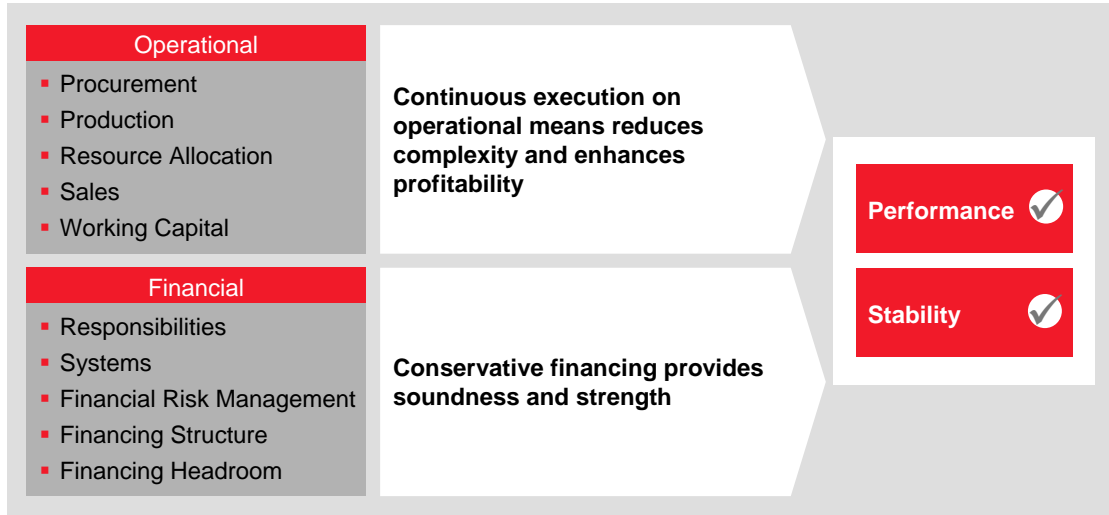 Operational
▪ Procurement
▪ Production
▪ Resource Allocation
▪ Sales
▪ Working Capital
Continuous execution on
operational means reduces
complexity and enhances
profitability
Financial
▪ Responsibilities
▪ Systems
▪ Financial Risk Management
▪ Financing Structure
▪ Financing Headroom
Conservative financing provides
soundness and strength
Performance
Stability